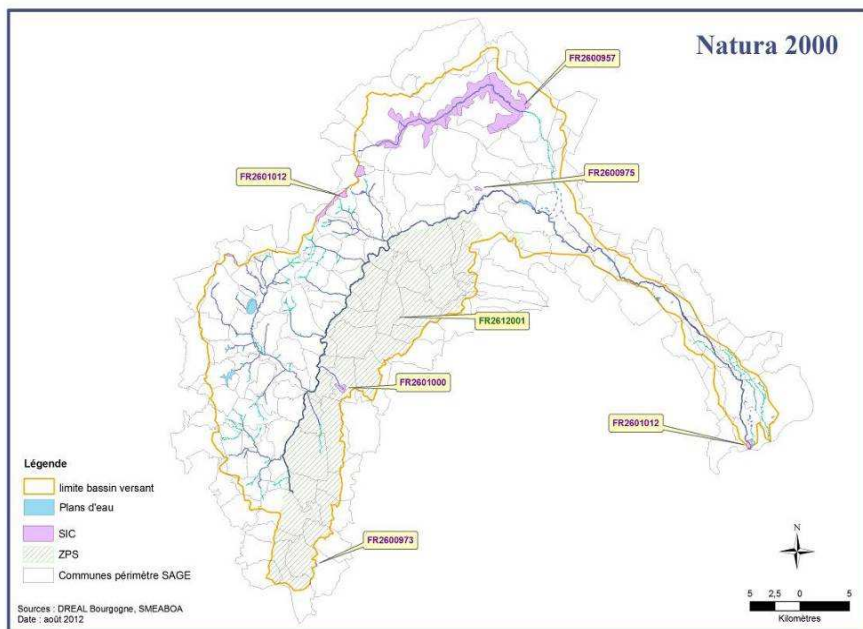 Natura 2000
FR2600957
FR2601012
FR2600975
FR2612001
FR2601000
FR2601012
FR2600973
Légende
limite bassin versant
Plans d'eau
SIC
ZPS
Communes périmètre SAGE
Sources : DREAL Bourgogne, SMEABOA
Date : août 2012
N
5 2,5 0 5
Kilomètres